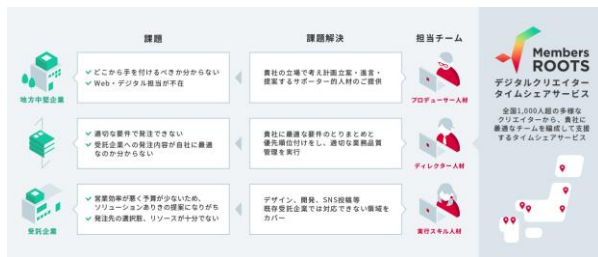 課題
課題解決
担当チーム
地方中堅企業
どこから手を付けるべきか分からない
Web・デジタル担当が不在
貴社の立場で考え計画立案・進言・
提案するサポーター的人材のご提供
プロデューサー人材
適切な要件で発注できない
受託企業への発注内容が自社に最適
なのか分からない
貴社に最適な要件のとりまとめと
優先順位付けをし、適切な業務品質
管理を実行
ディレクター人材
受託企業
営業効率が悪く予算が少ないため、
ソリューションありきの提案になりがち
発注先の選択肢、リソースが十分でない
デザイン、開発、SNS投稿等
既存受託企業では対応できない領域を
カバー
実行スキル人材
Members
ROOTS
デジタルクリエイター
タイムシェアサービス
全国1,000人超の多様な
クリエイターから、貴社に
最適なチームを編成して支援
するタイムシェアサービス